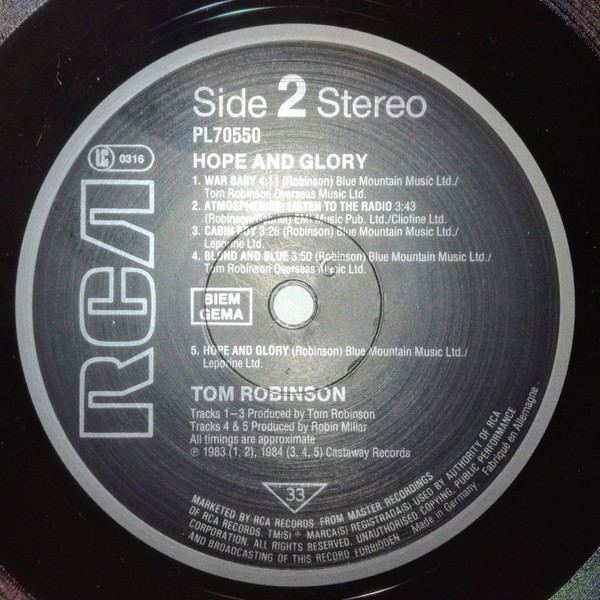 Side 2 Stereo
PL70550
LC 0316
HOPE AND GLORY
1. WAR BABY 4:11 (Robinson) Blue Mountain Music Ltd./
Tom Robinson Overseas Music Ltd.
2. ATMOSPHERICS: LISTEN TO THE RADIO 3:43
(Robinson/Gabriel) EMI Music Pub. Ltd./Cliofine Ltd.
3. CABIN BOY 3:28 (Robinson) Blue Mountain Music Ltd./
Leporine Ltd.
4. BLOND AND BLUE 3:50 (Robinson) Blue Mountain Music Ltd./
Tom Robinson Overseas Music Ltd.
BIEM
GEMA
5. HOPE AND GLORY (Robinson) Blue Mountain Music Ltd./
Leporine Ltd.
TOM ROBINSON
Tracks 1–3 Produced by Tom Robinson
Tracks 4 & 5 Produced by Robin Millar
All timings are approximate
℗ 1983 (1, 2), 1984 (3, 4, 5) Castaway Records
33
RCA
MARKETED BY RCA RECORDS FROM MASTER RECORDINGS
OF RCA RECORDS. TM(S) ® MARCA(S) REGISTRADA(S) USED BY AUTHORITY OF RCA
CORPORATION. ALL RIGHTS RESERVED. UNAUTHORISED COPYING, PUBLIC PERFORMANCE
AND BROADCASTING OF THIS RECORD FORBIDDEN Made in Germany. Fabriqué en Allemagne.